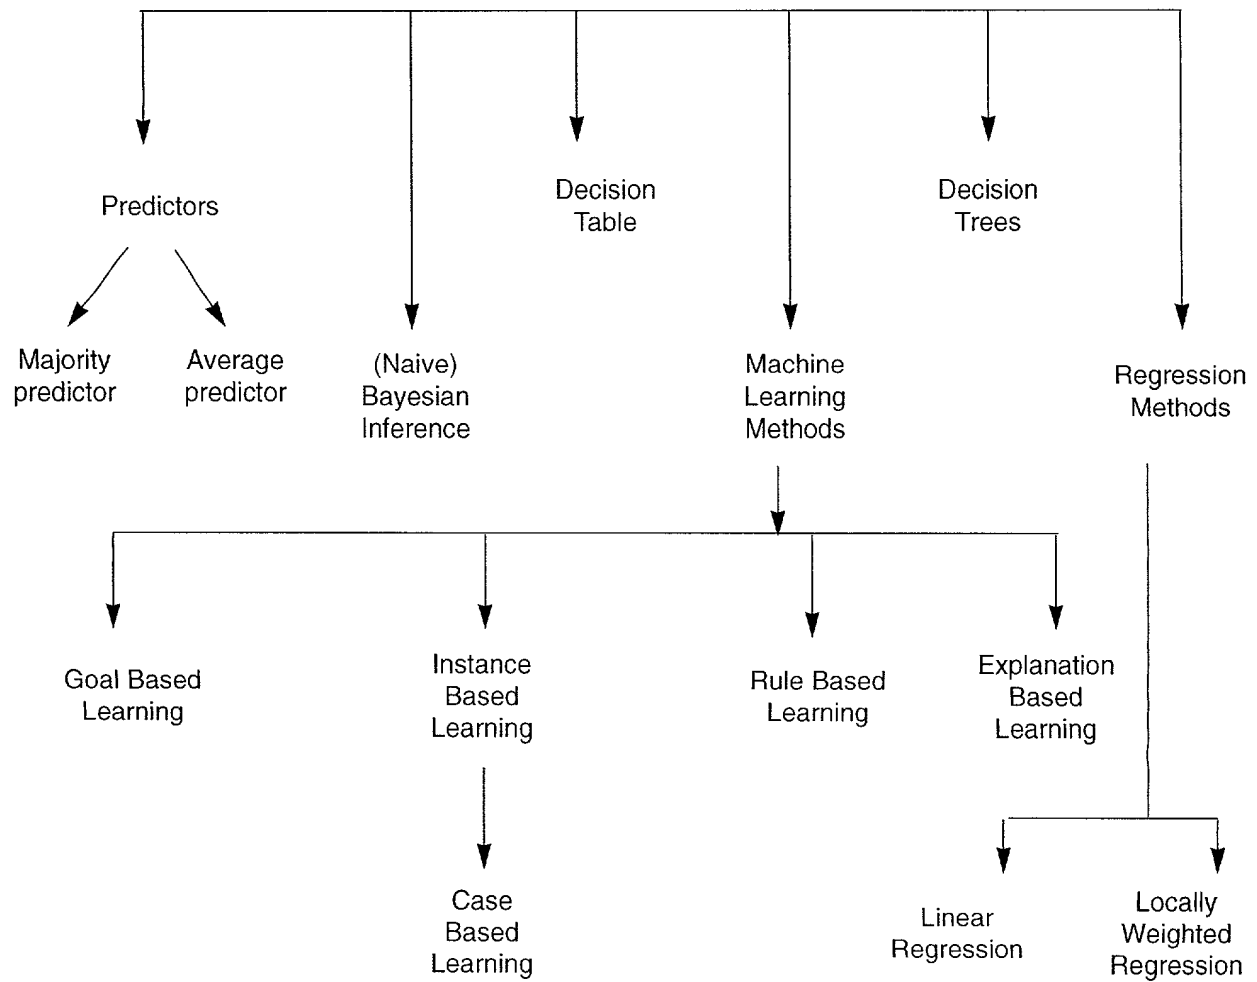 Predictors
Decision
Table
Decision
Trees
Majority
predictor
Average
predictor
(Naive)
Bayesian
Inference
Machine
Learning
Methods
Regression
Methods
Goal Based
Learning
Instance
Based
Learning
Rule Based
Learning
Explanation
Based
Learning
Case
Based
Learning
Linear
Regression
Locally
Weighted
Regression